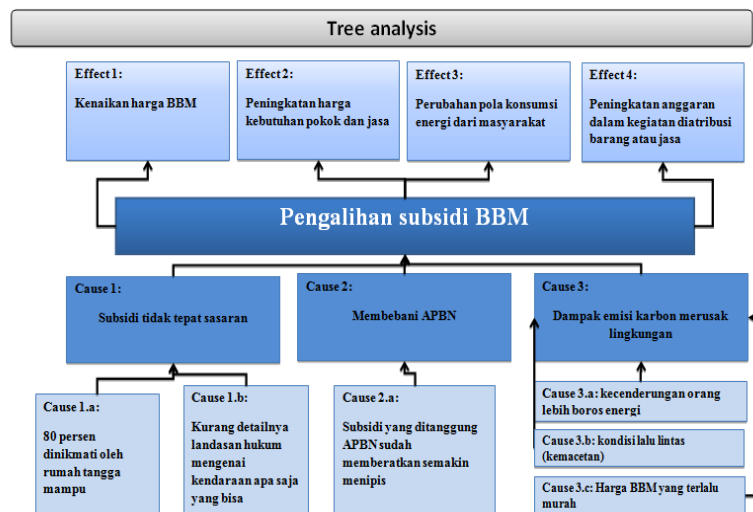 Tree analysis
Effect 1:
Kenaikan harga BBM
Effect 2:
Peningkatan harga
kebutuhan pokok dan jasa
Effect 3:
Perubahan pola konsumsi
energi dari masyarakat
Effect 4:
Peningkatan anggaran
dalam kegiatan diatribusi
barang atau jasa
Pengalihan subsidi BBM
Cause 1:
Subsidi tidak tepat sasaran
Cause 2:
Membebani APBN
Cause 3:
Dampak emisi karbon merusak
lingkungan
Cause 1.a:
80 persen
dinikmati oleh
rumah tangga
mampu
Cause 1.b:
Kurang detailnya
landasan hukum
mengenai
kendaraan apa saja
yang bisa
Cause 2.a:
Subsidi yang ditanggung
APBN sudah
memberatkan semakin
menipis
Cause 3.a: kecenderungan orang
lebih boros energi
Cause 3.b: kondisi lalu lintas
(kemacetan)
Cause 3.c: Harga BBM yang terlalu
murah